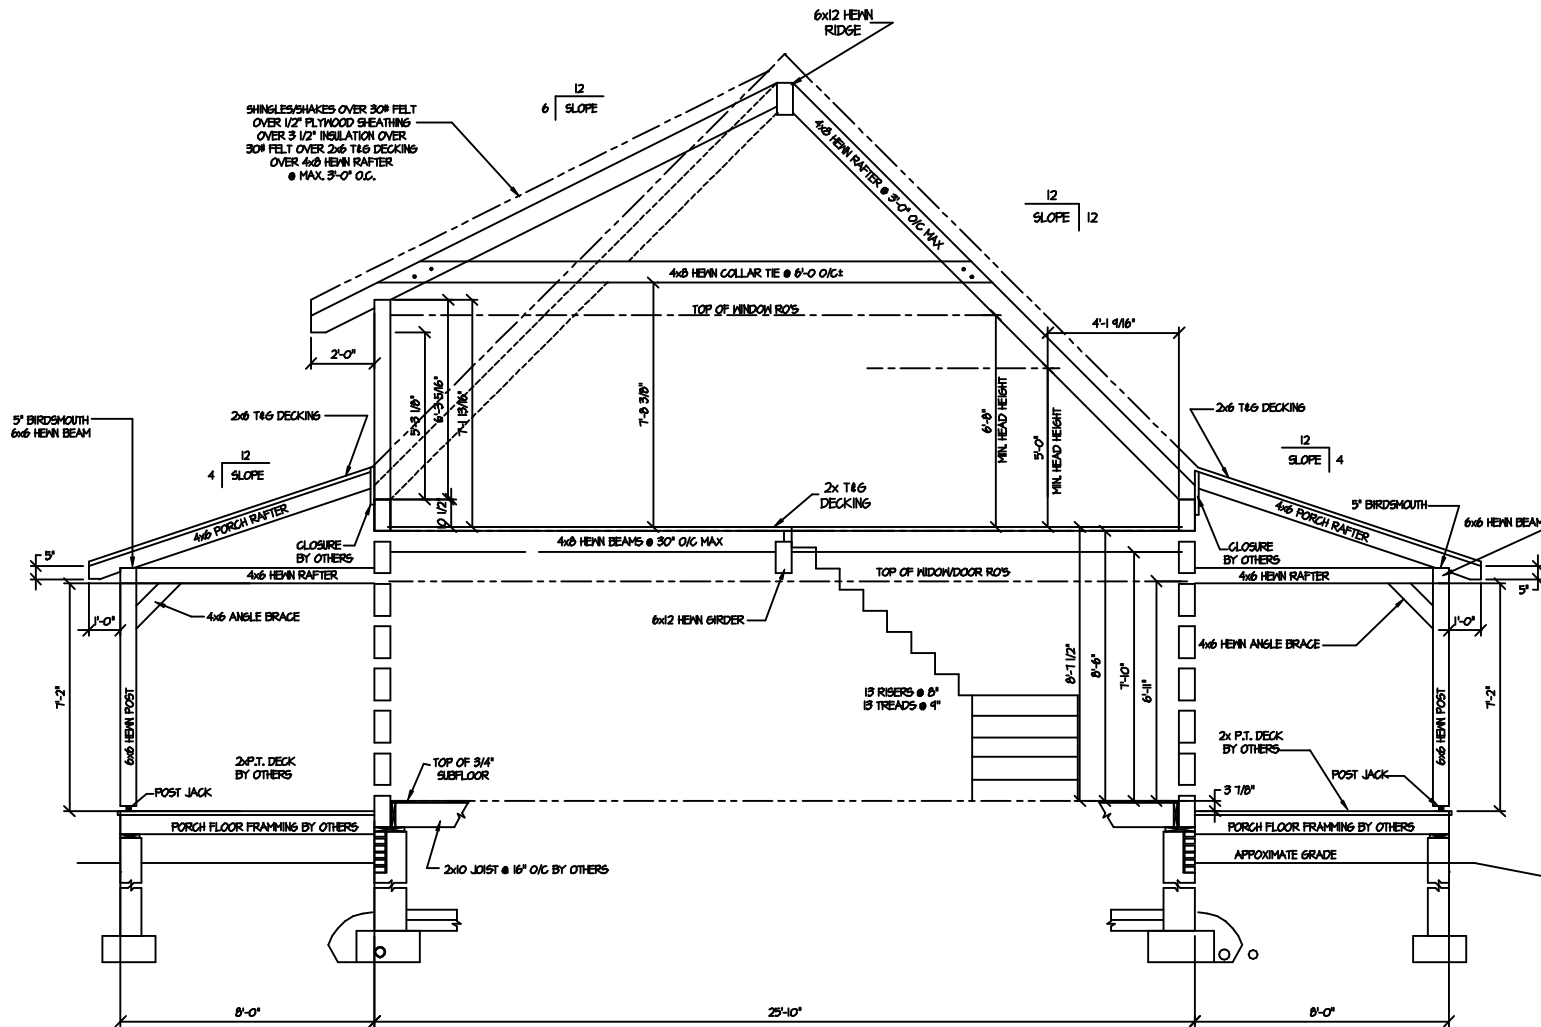 6x12 HEWN
RIDGE
12
6 SLOPE
SHINGLES/SHAKES OVER 30# FELT
OVER 1/2" PLYWOOD SHEATHING
OVER 3 1/2" INSULATION OVER
30# FELT OVER 2x6 T&G DECKING
OVER 4x8 HEWN RAFTER
@ MAX. 3'-0" O.C.
4x8 HEWN RAFTER @ 3'-0" O/C MAX
12
SLOPE 12
4x8 HEWN COLLAR TIE @ 6'-0 O/C±
TOP OF WINDOW RO'S
4'-1 9/16"
2'-0"
5'-3 1/8"
6'-3 5/16"
7'-1 13/16"
10 1/2"
7'-8 3/8"
6'-8"
MIN. HEAD HEIGHT
5'-0"
MIN. HEAD HEIGHT
5" BIRDSMOUTH
6x6 HEWN BEAM
2x6 T&G DECKING
12
4 SLOPE
4x6 PORCH RAFTER
2x6 T&G DECKING
12
SLOPE 4
4x6 PORCH RAFTER
5" BIRDSMOUTH
6x6 HEWN BEAM
2x T&G
DECKING
CLOSURE
BY OTHERS
4x8 HEWN BEAMS @ 30" O/C MAX
CLOSURE
BY OTHERS
5"
4x6 HEWN RAFTER
TOP OF WIDOW/DOOR RO'S
4x6 HEWN RAFTER
5"
1'-0"
4x6 ANGLE BRACE
6x12 HEWN GIRDER
4x6 HEWN ANGLE BRACE
1'-0"
7'-2"
6x6 HEWN POST
13 RISERS @ 8"
13 TREADS @ 9"
8'-7 1/2"
8'-6"
7'-10"
6'-11"
6x6 HEWN POST
7'-2"
2xP.T. DECK
BY OTHERS
POST JACK
TOP OF 3/4"
SUBFLOOR
2x P.T. DECK
BY OTHERS
POST JACK
3 7/8"
PORCH FLOOR FRAMMING BY OTHERS
PORCH FLOOR FRAMMING BY OTHERS
2x10 JOIST @ 16" O/C BY OTHERS
APPOXIMATE GRADE
8'-0"
25'-10"
8'-0"